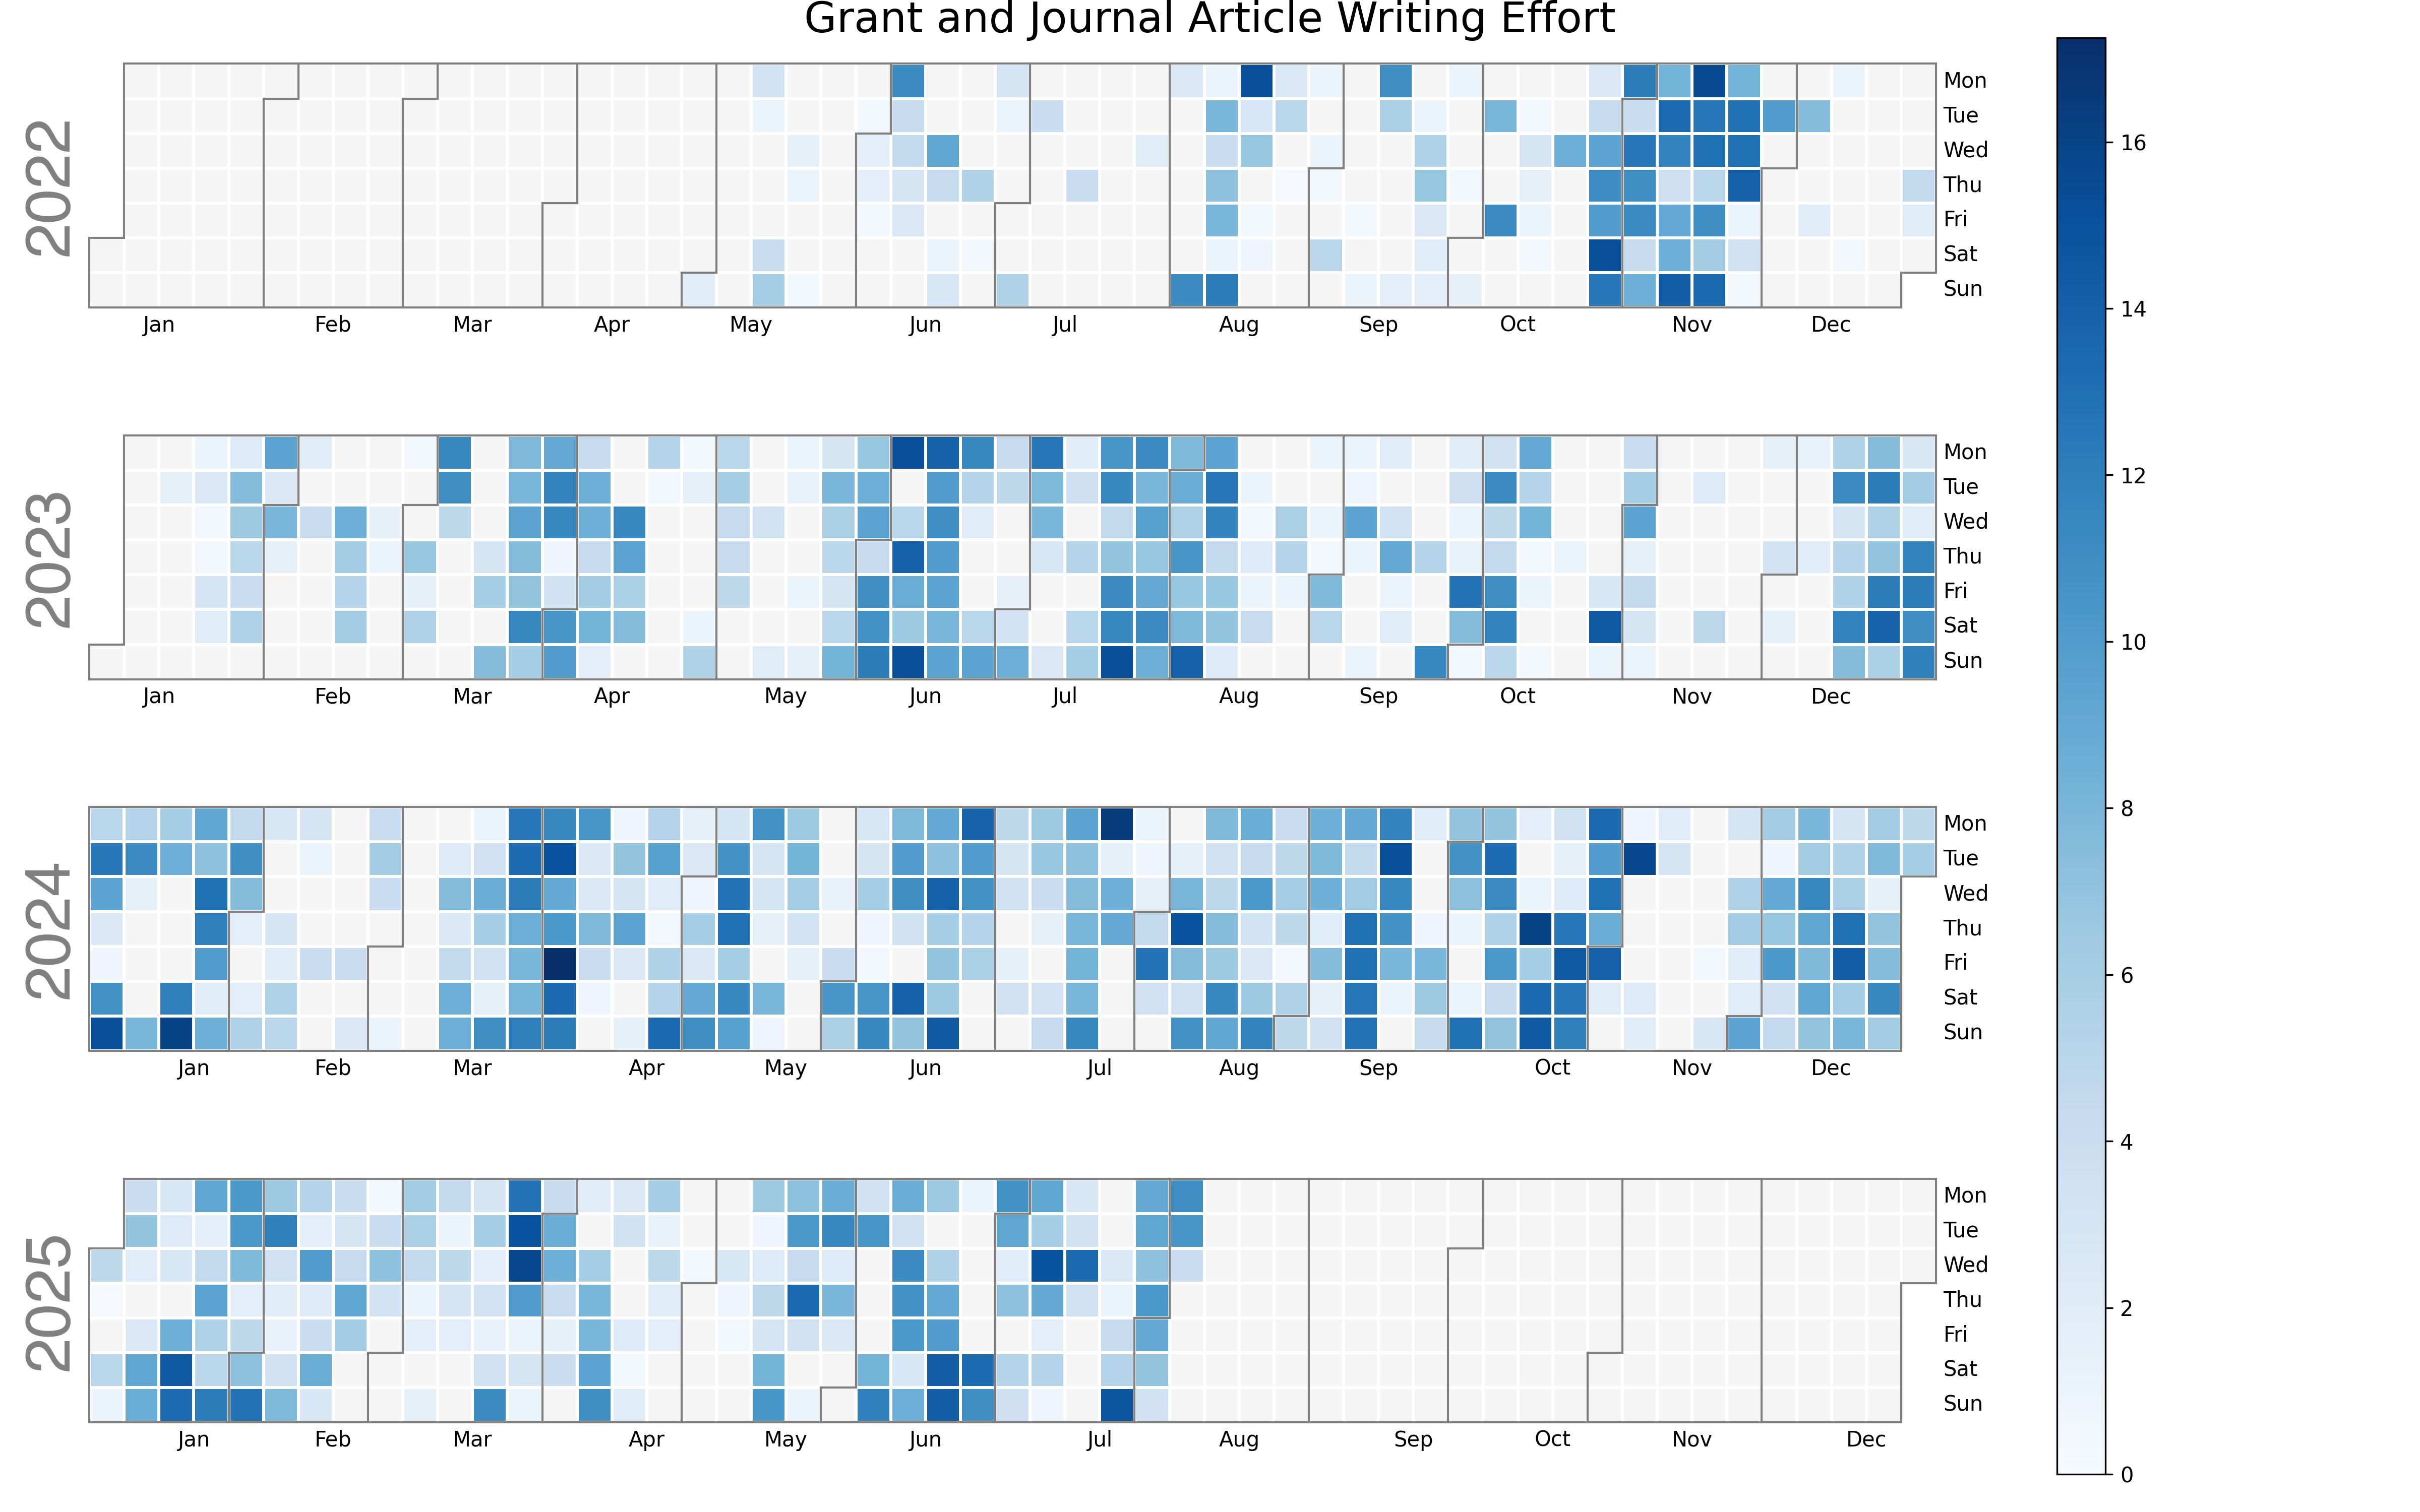 Grant and Journal Article Writing Effort
2022
Mon
Tue
Wed
Thu
Fri
Sat
Sun
Jan Feb Mar Apr May Jun Jul Aug Sep Oct Nov Dec
2023
Mon
Tue
Wed
Thu
Fri
Sat
Sun
Jan Feb Mar Apr May Jun Jul Aug Sep Oct Nov Dec
2024
Mon
Tue
Wed
Thu
Fri
Sat
Sun
Jan Feb Mar Apr May Jun Jul Aug Sep Oct Nov Dec
2025
Mon
Tue
Wed
Thu
Fri
Sat
Sun
Jan Feb Mar Apr May Jun Jul Aug Sep Oct Nov Dec
16
14
12
10
8
6
4
2
0